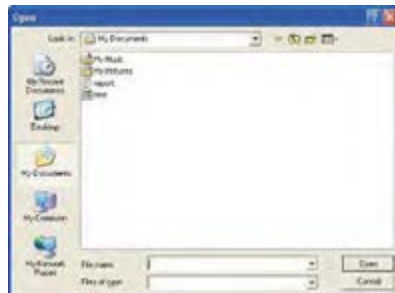 Open
Look in: My Documents
My Music
My Pictures
report
My Recent
Documents
Desktop
My Documents
My Computer
My Network
Places
File name:
Open
Files of type:
Cancel